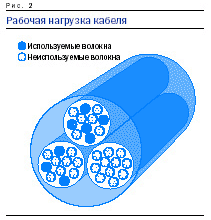 Рис. 2
Рабочая нагрузка кабеля
Используемые волокна
Неиспользуемые волокна